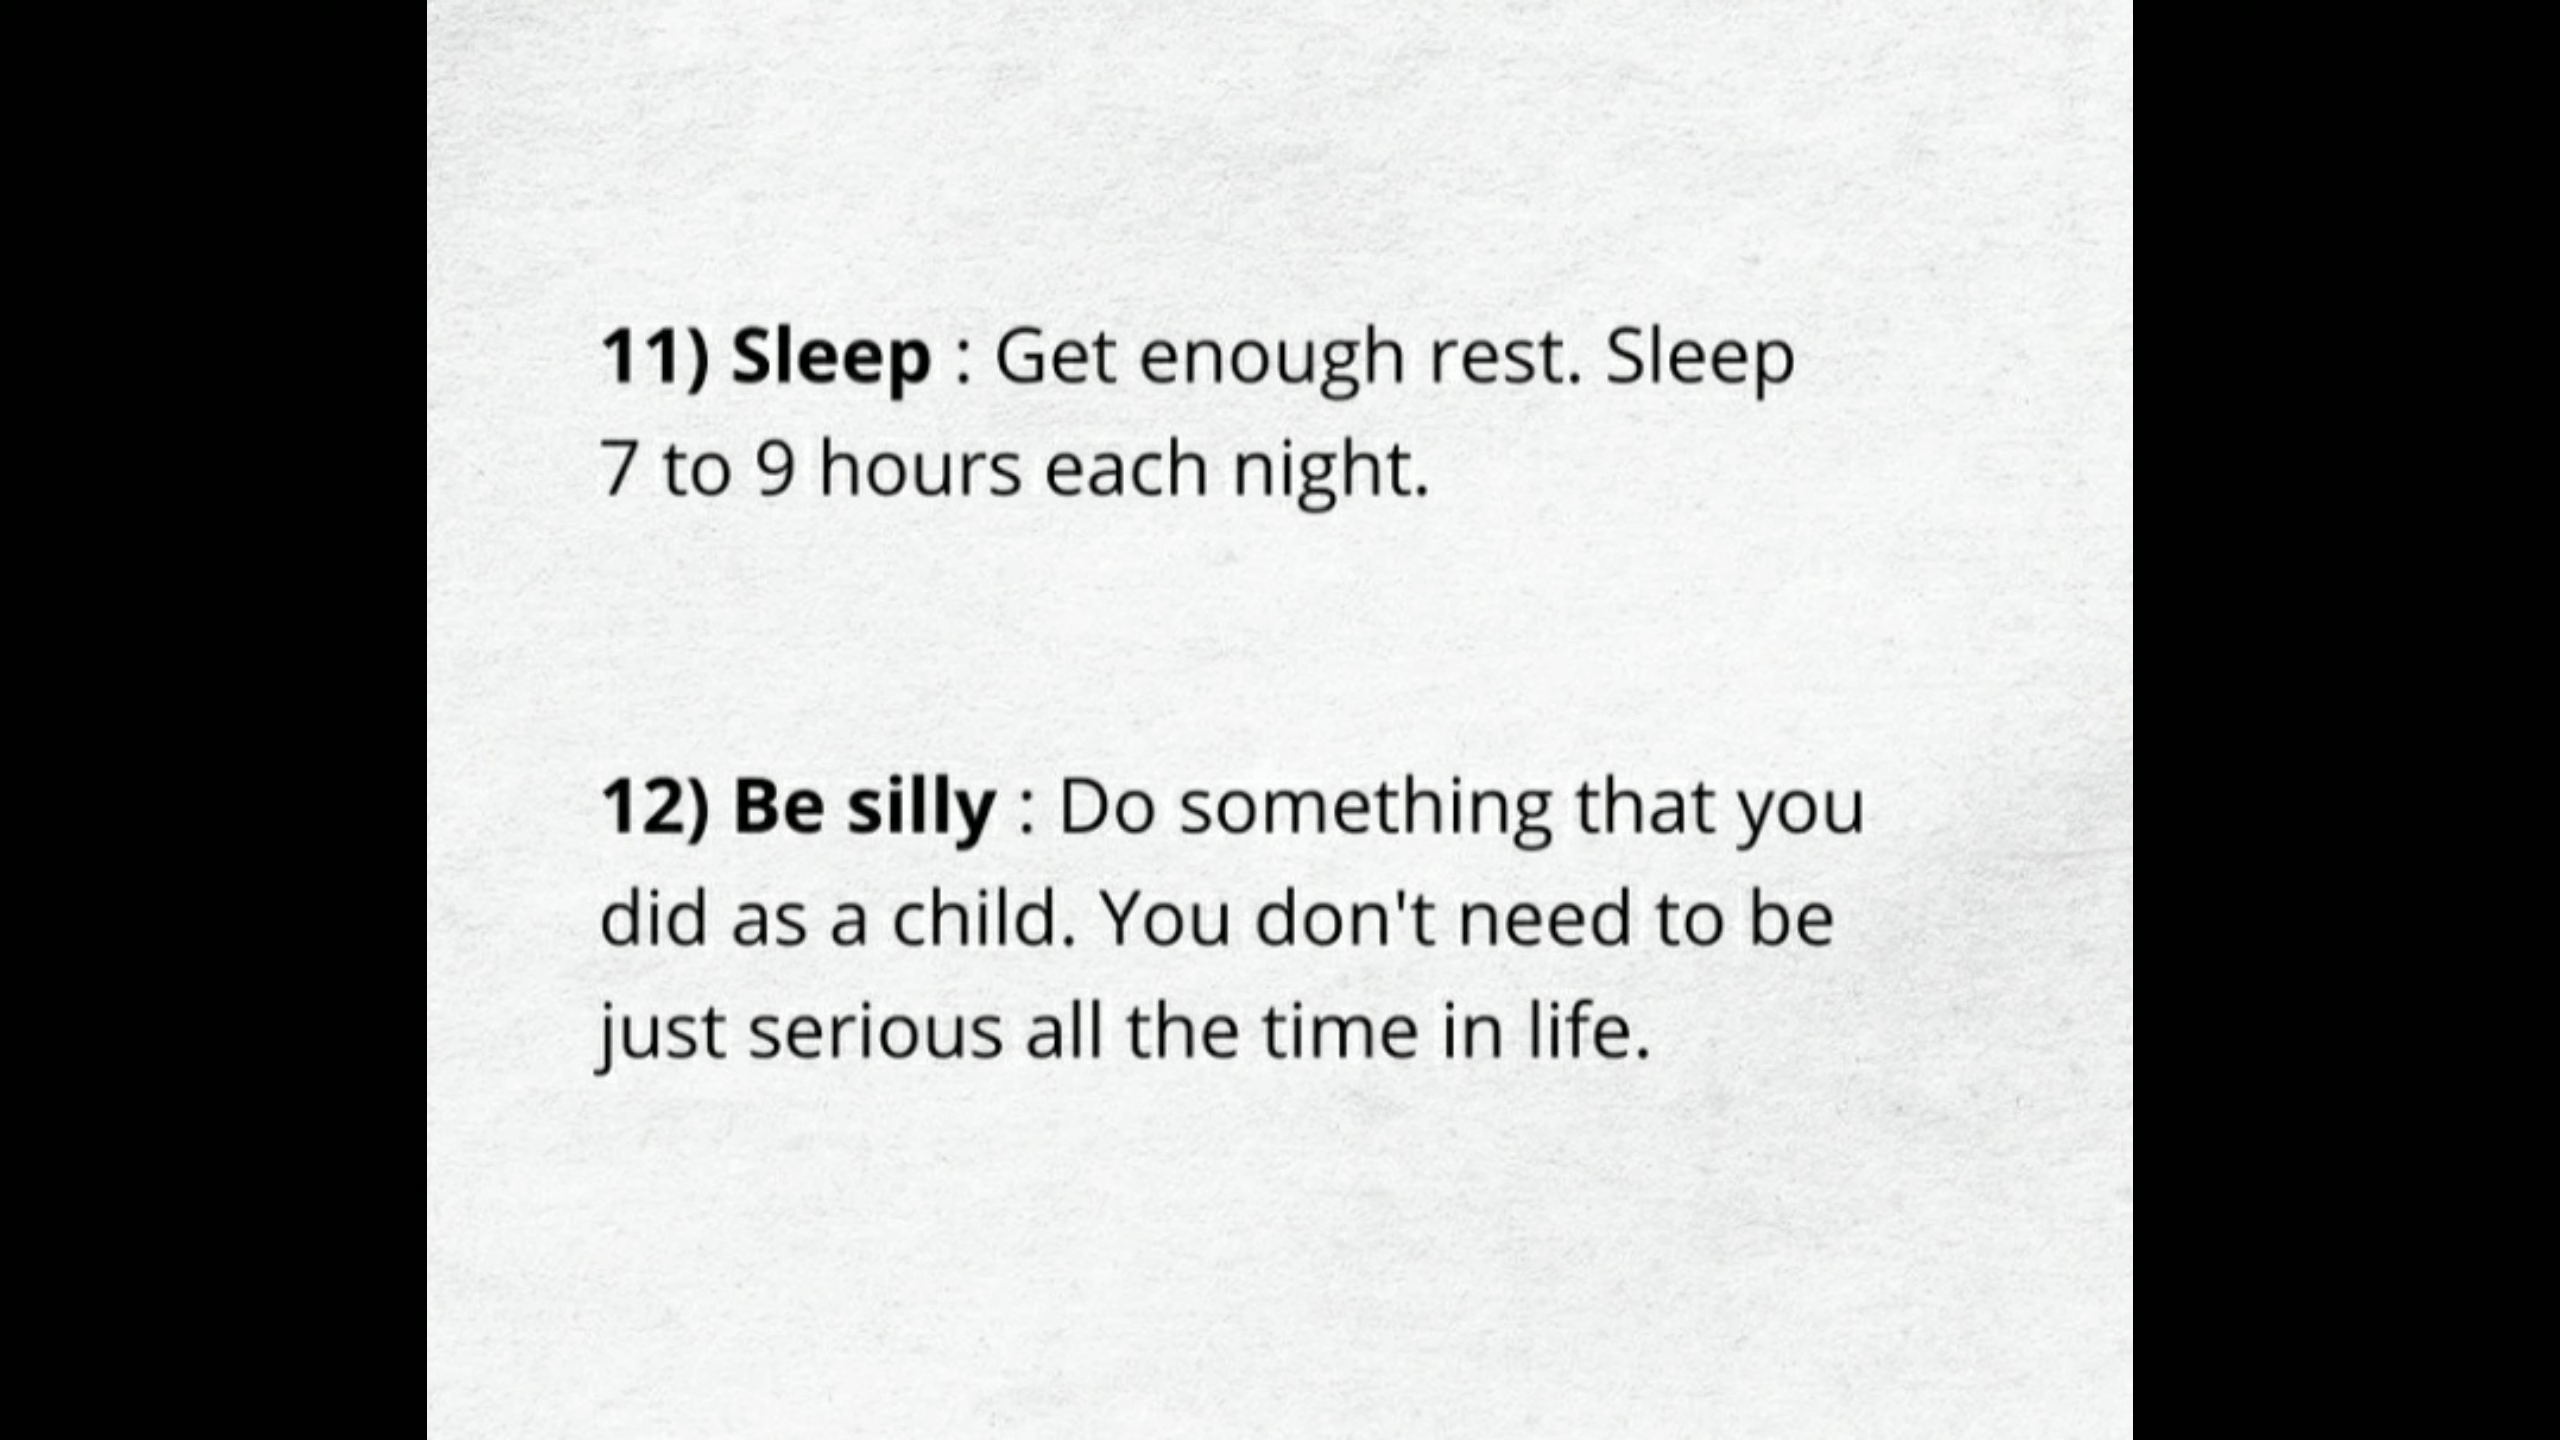 11) Sleep : Get enough rest. Sleep
7 to 9 hours each night.
12) Be silly : Do something that you
did as a child. You don't need to be
just serious all the time in life.